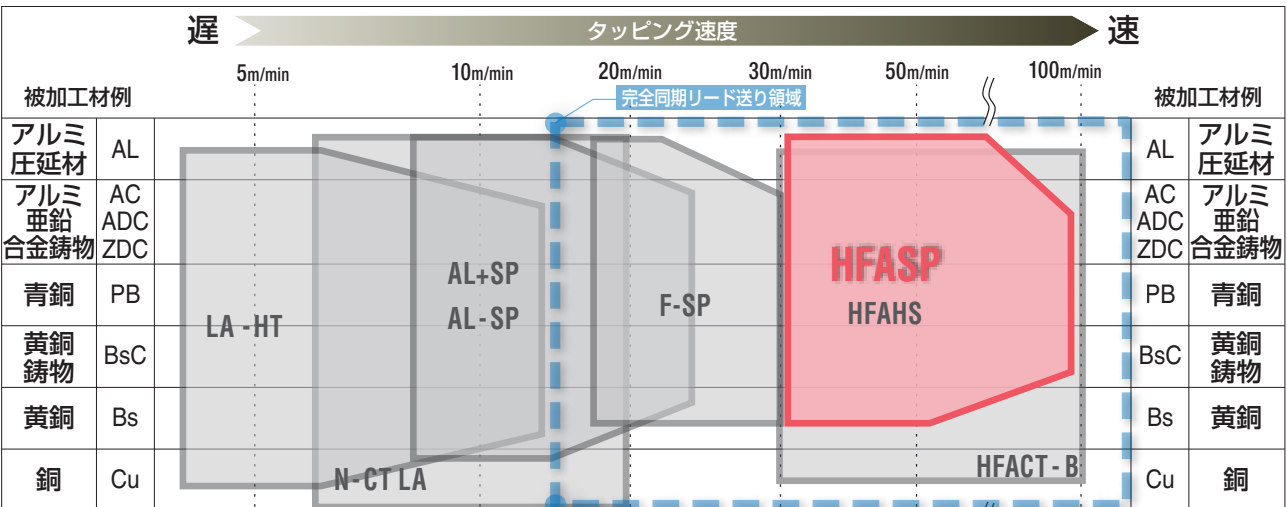 遅 タッピング速度 速
5m/min 10m/min 20m/min 30m/min 50m/min 100m/min
被加工材例 完全同期リード送り領域 被加工材例
アルミ
圧延材 AL AL アルミ
圧延材
アルミ
亜鉛
合金鋳物 AC
ADC
ZDC AC
ADC
ZDC アルミ
亜鉛
合金鋳物
青銅 PB PB 青銅
黄銅
鋳物 BsC BsC 黄銅
鋳物
黄銅 Bs Bs 黄銅
銅 Cu Cu 銅
LA-HT
AL+SP
AL-SP
F-SP
HFASP
HFAHS
N-CT LA
HFACT-B